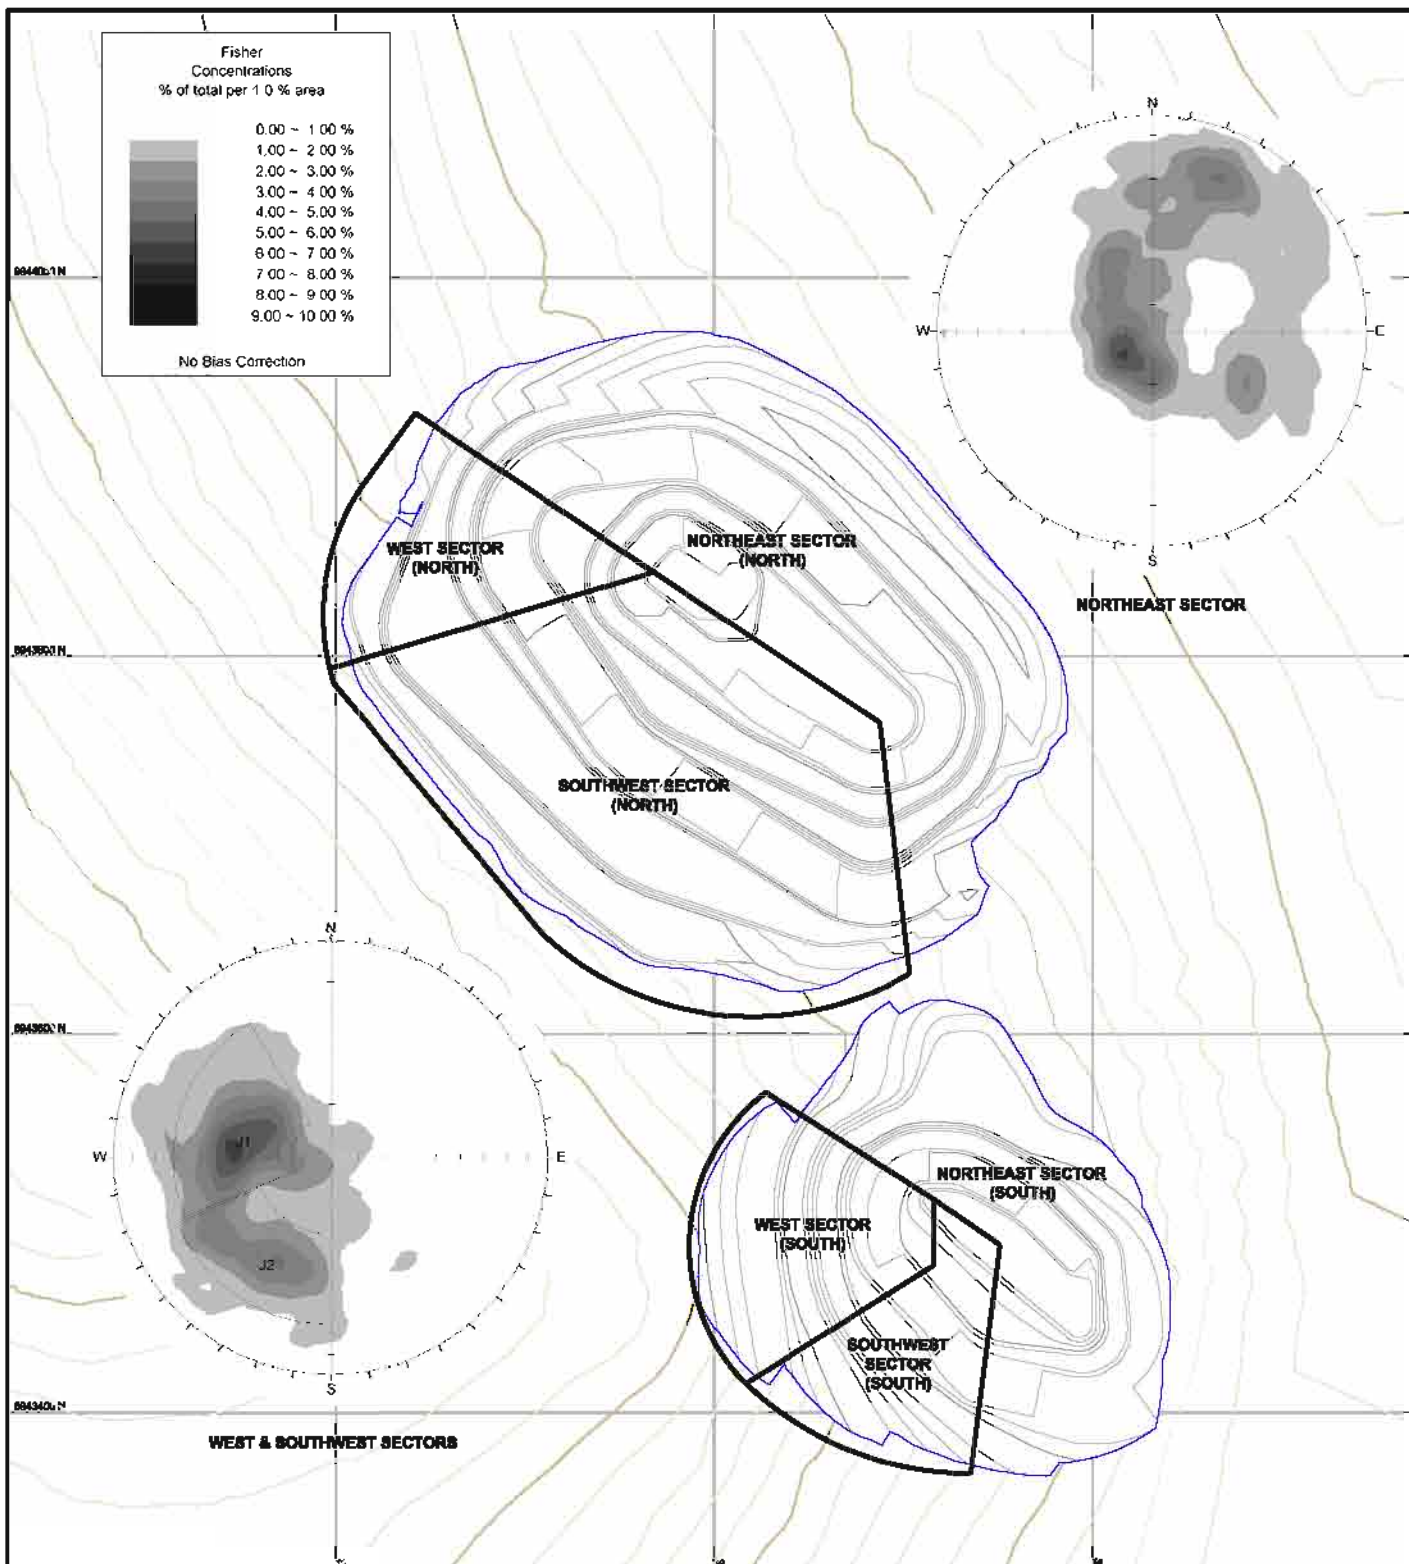 Fisher
Concentrations
% of total per 1.0 % area
0.00 ~ 1.00 %
1.00 ~ 2.00 %
2.00 ~ 3.00 %
3.00 ~ 4.00 %
4.00 ~ 5.00 %
5.00 ~ 6.00 %
6.00 ~ 7.00 %
7.00 ~ 8.00 %
8.00 ~ 9.00 %
9.00 ~ 10.00 %
No Bias Correction
N
W
E
S
NORTHEAST SECTOR
WEST SECTOR
(NORTH)
NORTHEAST SECTOR
(NORTH)
SOUTHWEST SECTOR
(NORTH)
N
W
E
S
J1
J2
WEST & SOUTHWEST SECTORS
NORTHEAST SECTOR
(SOUTH)
WEST SECTOR
(SOUTH)
SOUTHWEST
SECTOR
(SOUTH)